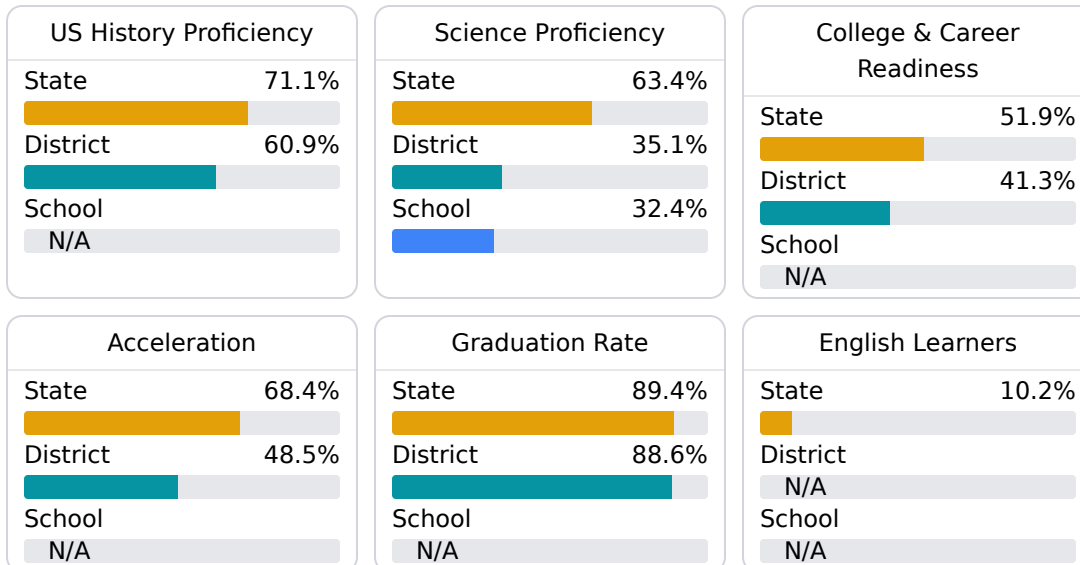 US History Proficiency
State 71.1%
District 60.9%
School
N/A
Science Proficiency
State 63.4%
District 35.1%
School 32.4%
College & Career
Readiness
State 51.9%
District 41.3%
School
N/A
Acceleration
State 68.4%
District 48.5%
School
N/A
Graduation Rate
State 89.4%
District 88.6%
School
N/A
English Learners
State 10.2%
District
N/A
School
N/A